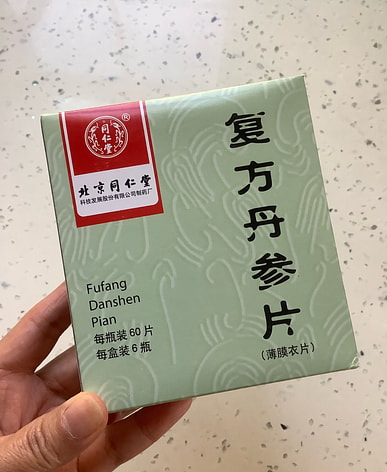 同仁堂
®
北京同仁堂
科技发展股份有限公司制药厂
复方丹参片
(薄膜衣片)
Fufang
Danshen
Pian
每瓶装60片
每盒装6瓶